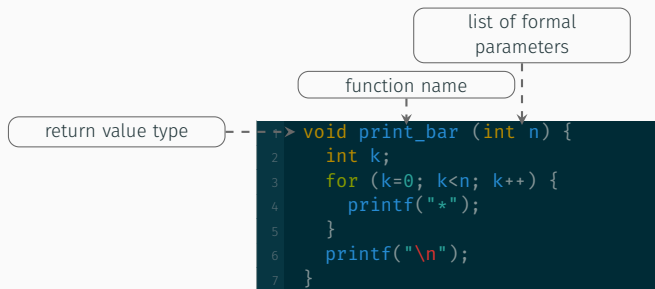 list of formal
parameters
function name
return value type
1 void print_bar (int n) {
2   int k;
3   for (k=0; k<n; k++) {
4     printf("*");
5   }
6   printf("\n");
7 }